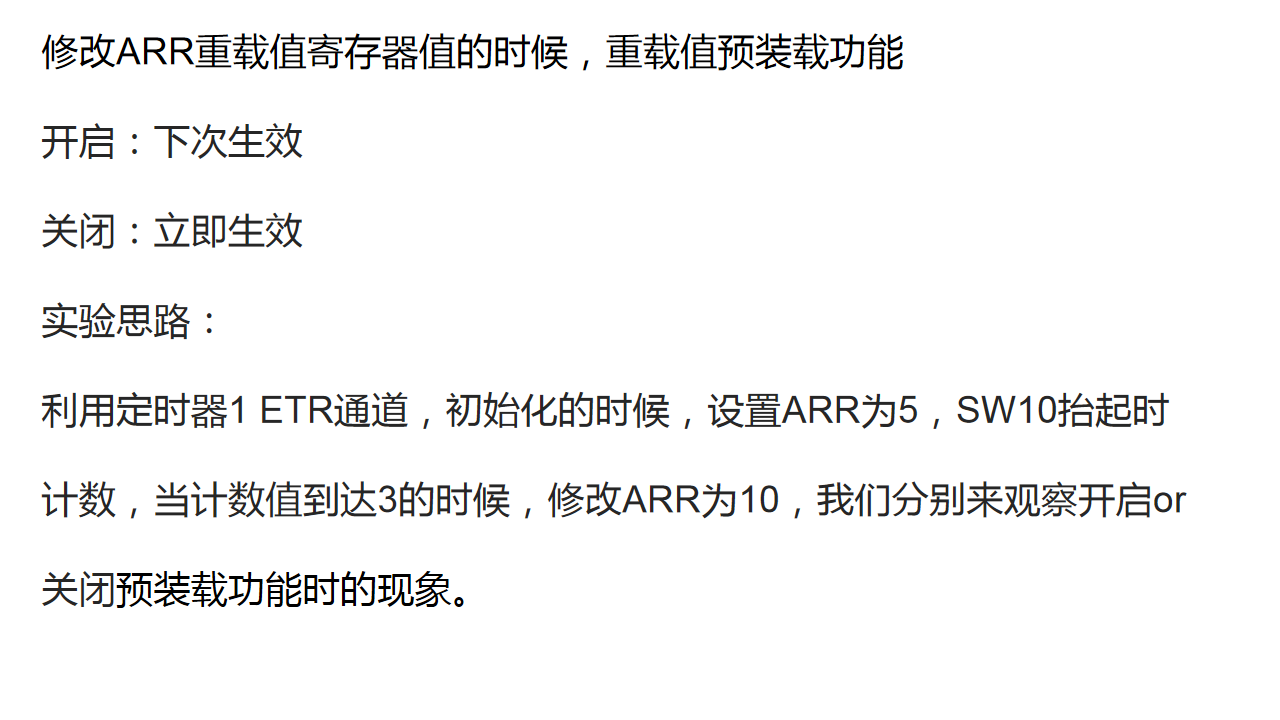 修改ARR重载值寄存器值的时候，重载值预装载功能
开启：下次生效
关闭：立即生效
实验思路：
利用定时器1 ETR通道，初始化的时候，设置ARR为5，SW10抬起时
计数，当计数值到达3的时候，修改ARR为10，我们分别来观察开启or
关闭预装载功能时的现象。